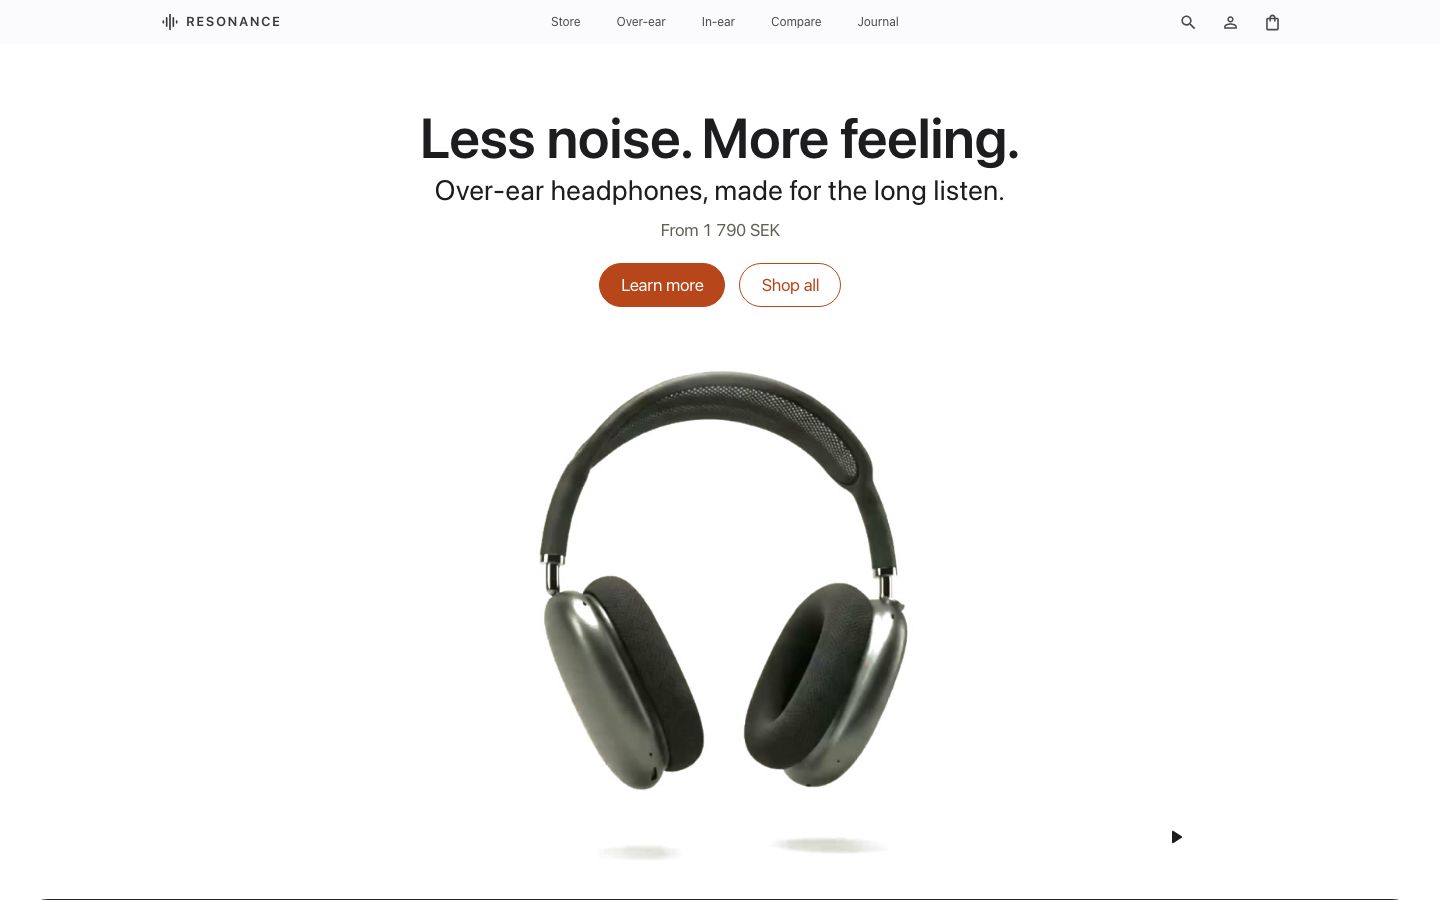 RESONANCE
Store
Over-ear
In-ear
Compare
Journal
Less noise. More feeling.
Over-ear headphones, made for the long listen.
From 1 790 SEK
Learn more
Shop all